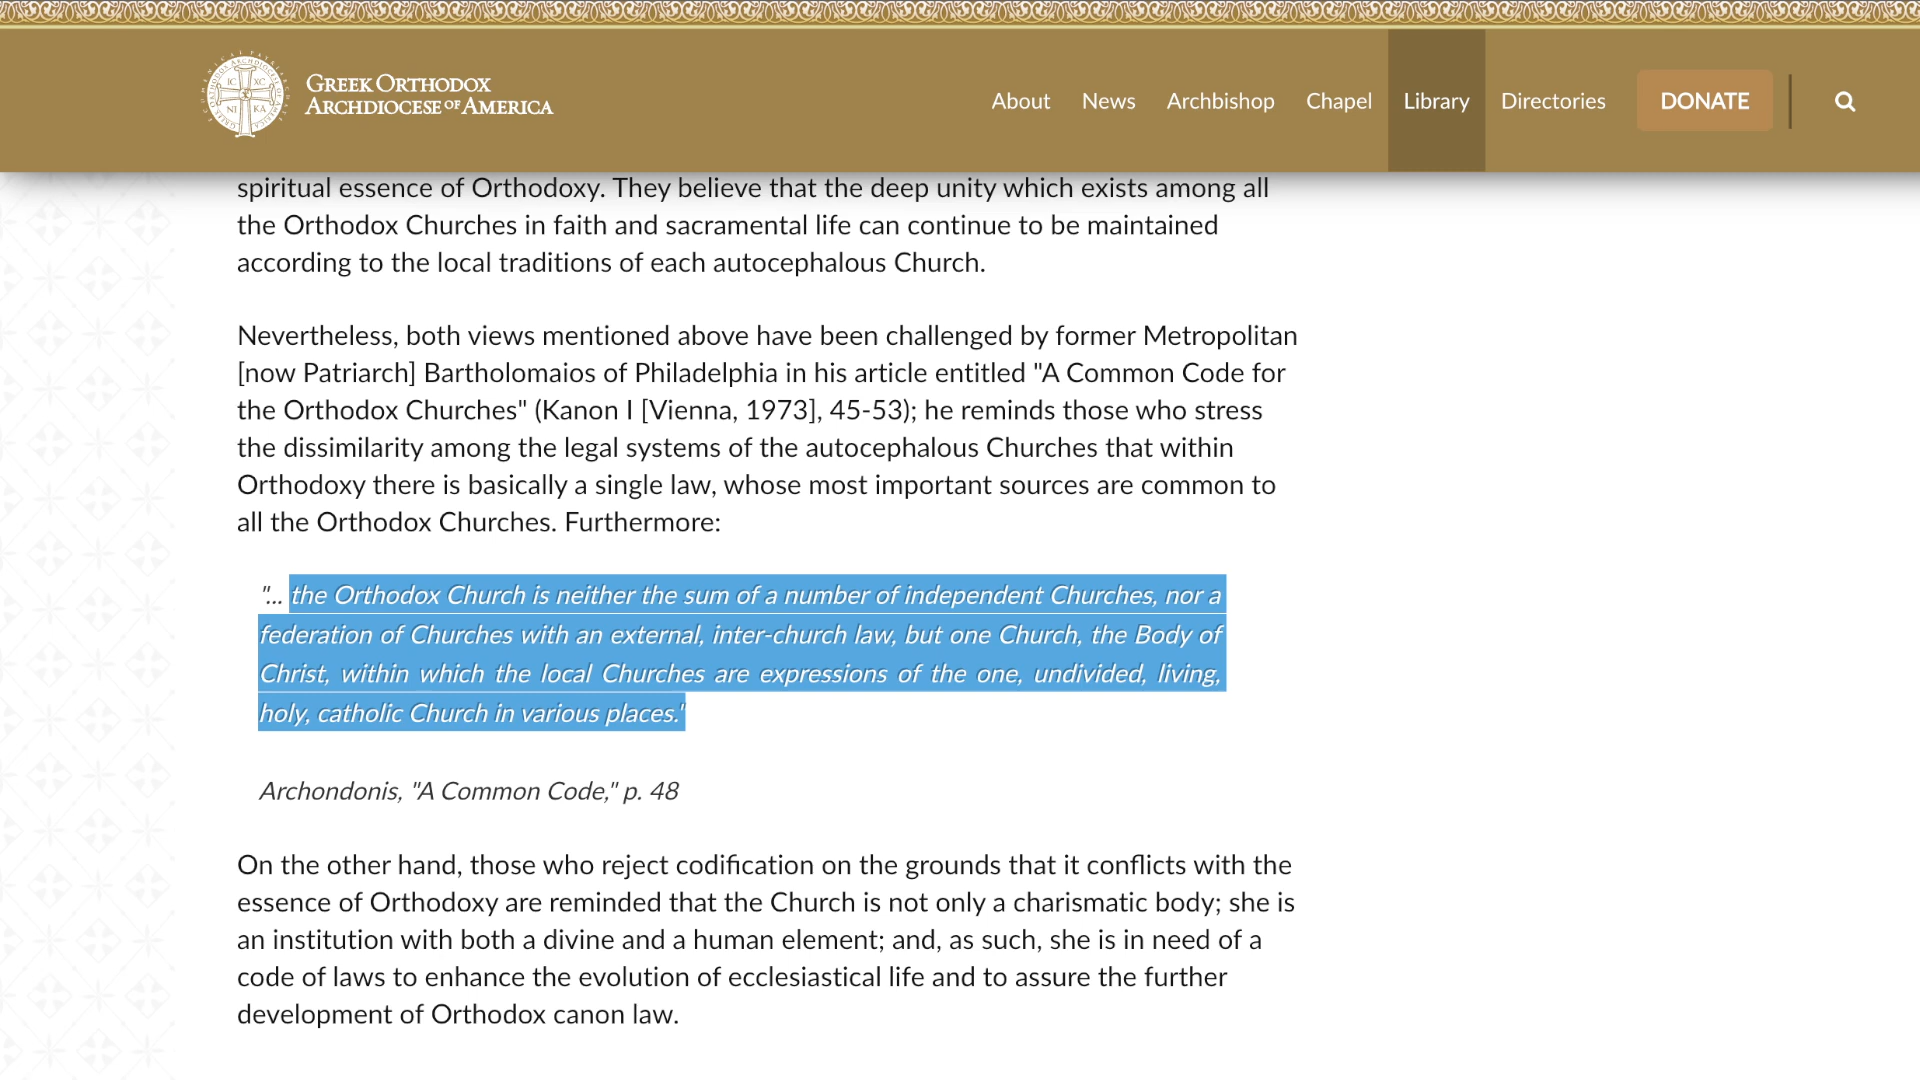 GREEK ORTHODOX
ARCHDIOCESE OF AMERICA
About
News
Archbishop
Chapel
Library
Directories
DONATE
IC XC
NI KA
spiritual essence of Orthodoxy. They believe that the deep unity which exists among all
the Orthodox Churches in faith and sacramental life can continue to be maintained
according to the local traditions of each autocephalous Church.
Nevertheless, both views mentioned above have been challenged by former Metropolitan
[now Patriarch] Bartholomaios of Philadelphia in his article entitled "A Common Code for
the Orthodox Churches" (Kanon I [Vienna, 1973], 45-53); he reminds those who stress
the dissimilarity among the legal systems of the autocephalous Churches that within
Orthodoxy there is basically a single law, whose most important sources are common to
all the Orthodox Churches. Furthermore:
"... the Orthodox Church is neither the sum of a number of independent Churches, nor a
federation of Churches with an external, inter-church law, but one Church, the Body of
Christ, within which the local Churches are expressions of the one, undivided, living,
holy, catholic Church in various places."
Archondonis, "A Common Code," p. 48
On the other hand, those who reject codification on the grounds that it conflicts with the
essence of Orthodoxy are reminded that the Church is not only a charismatic body; she is
an institution with both a divine and a human element; and, as such, she is in need of a
code of laws to enhance the evolution of ecclesiastical life and to assure the further
development of Orthodox canon law.